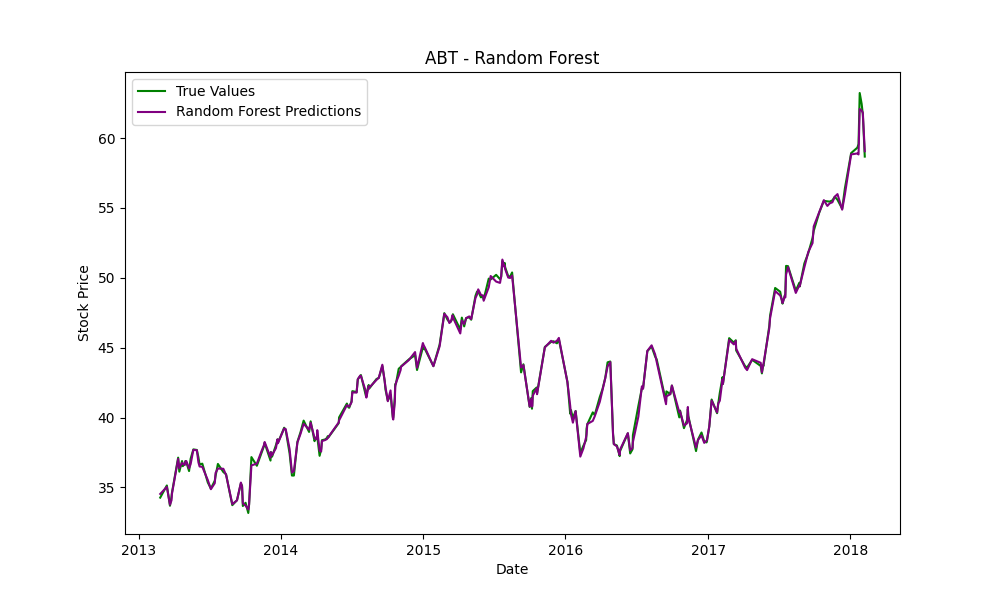 ABT - Random Forest
True Values
Random Forest Predictions
60
55
50
45
40
35
Stock Price
2013 2014 2015 2016 2017 2018
Date